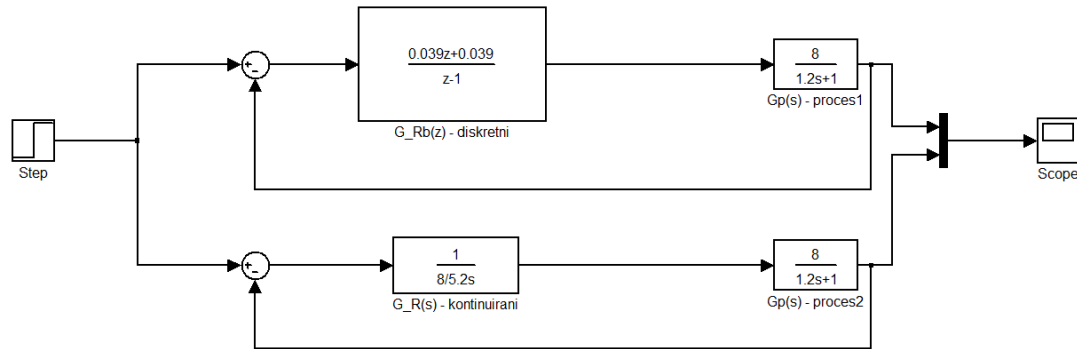 0.039z+0.039
z-1
G_Rb(z) - diskretni
8
1.2s+1
Gp(s) - proces1
Step
Scope
1
8/5.2s
G_R(s) - kontinuirani
8
1.2s+1
Gp(s) - proces2